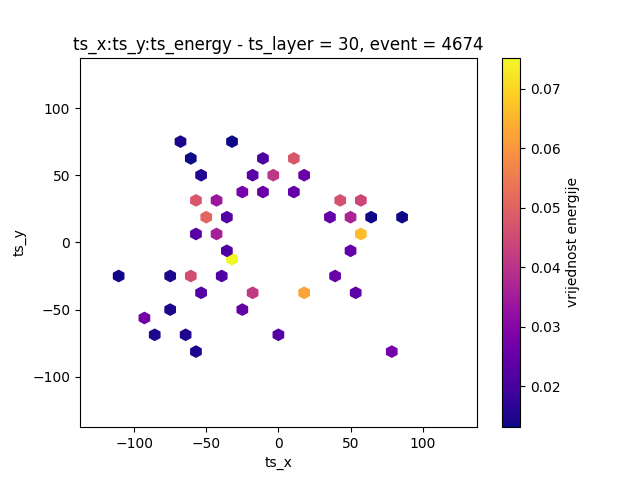 ts_x:ts_y:ts_energy - ts_layer = 30, event = 4674
100
50
0
−50
−100
ts_y
−100 −50 0 50 100
ts_x
0.07
0.06
0.05
0.04
0.03
0.02
vrijednost energije